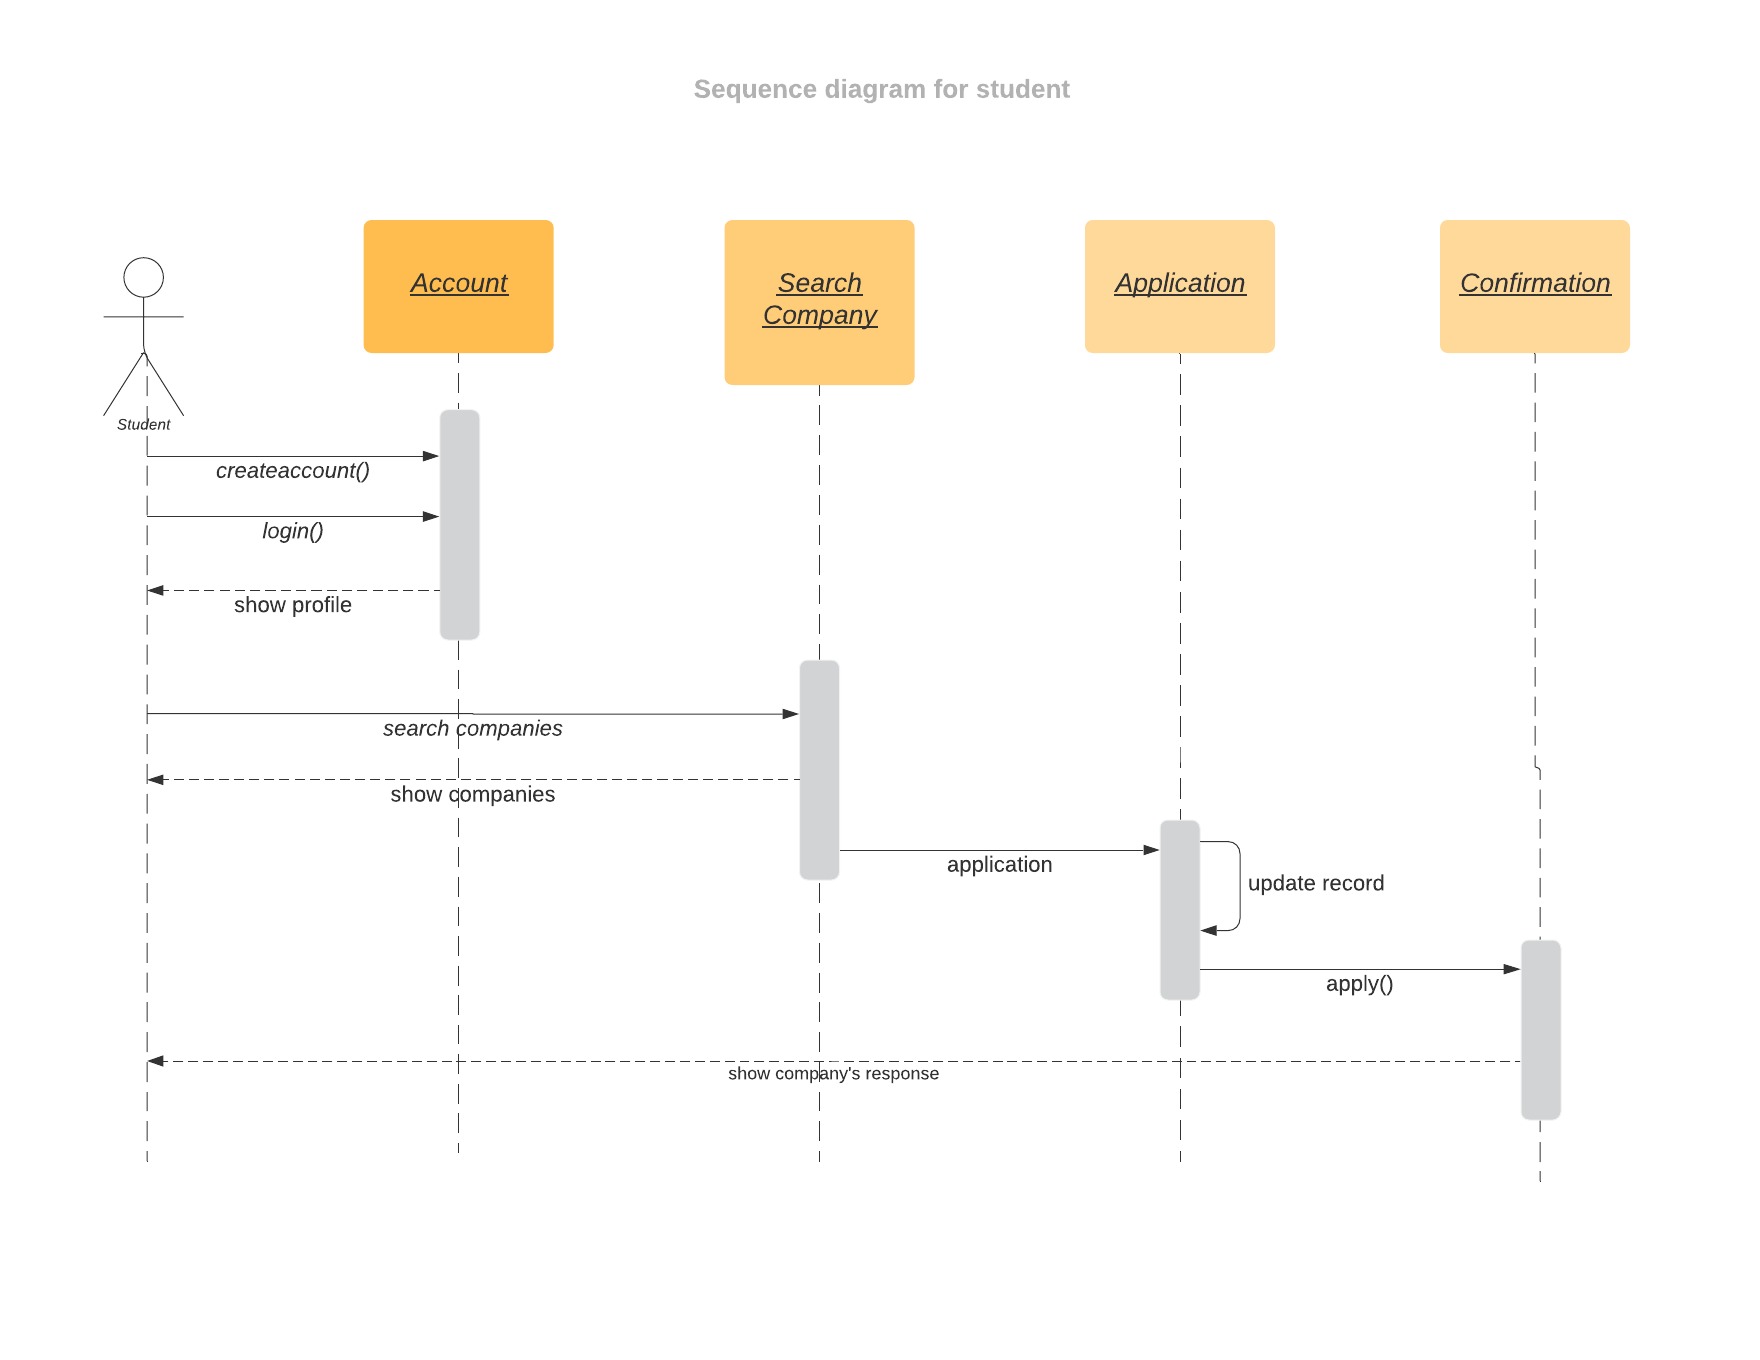 Sequence diagram for student
Account
Search
Company
Application
Confirmation
Student
createaccount()
login()
show profile
search companies
show companies
application
update record
apply()
show company's response